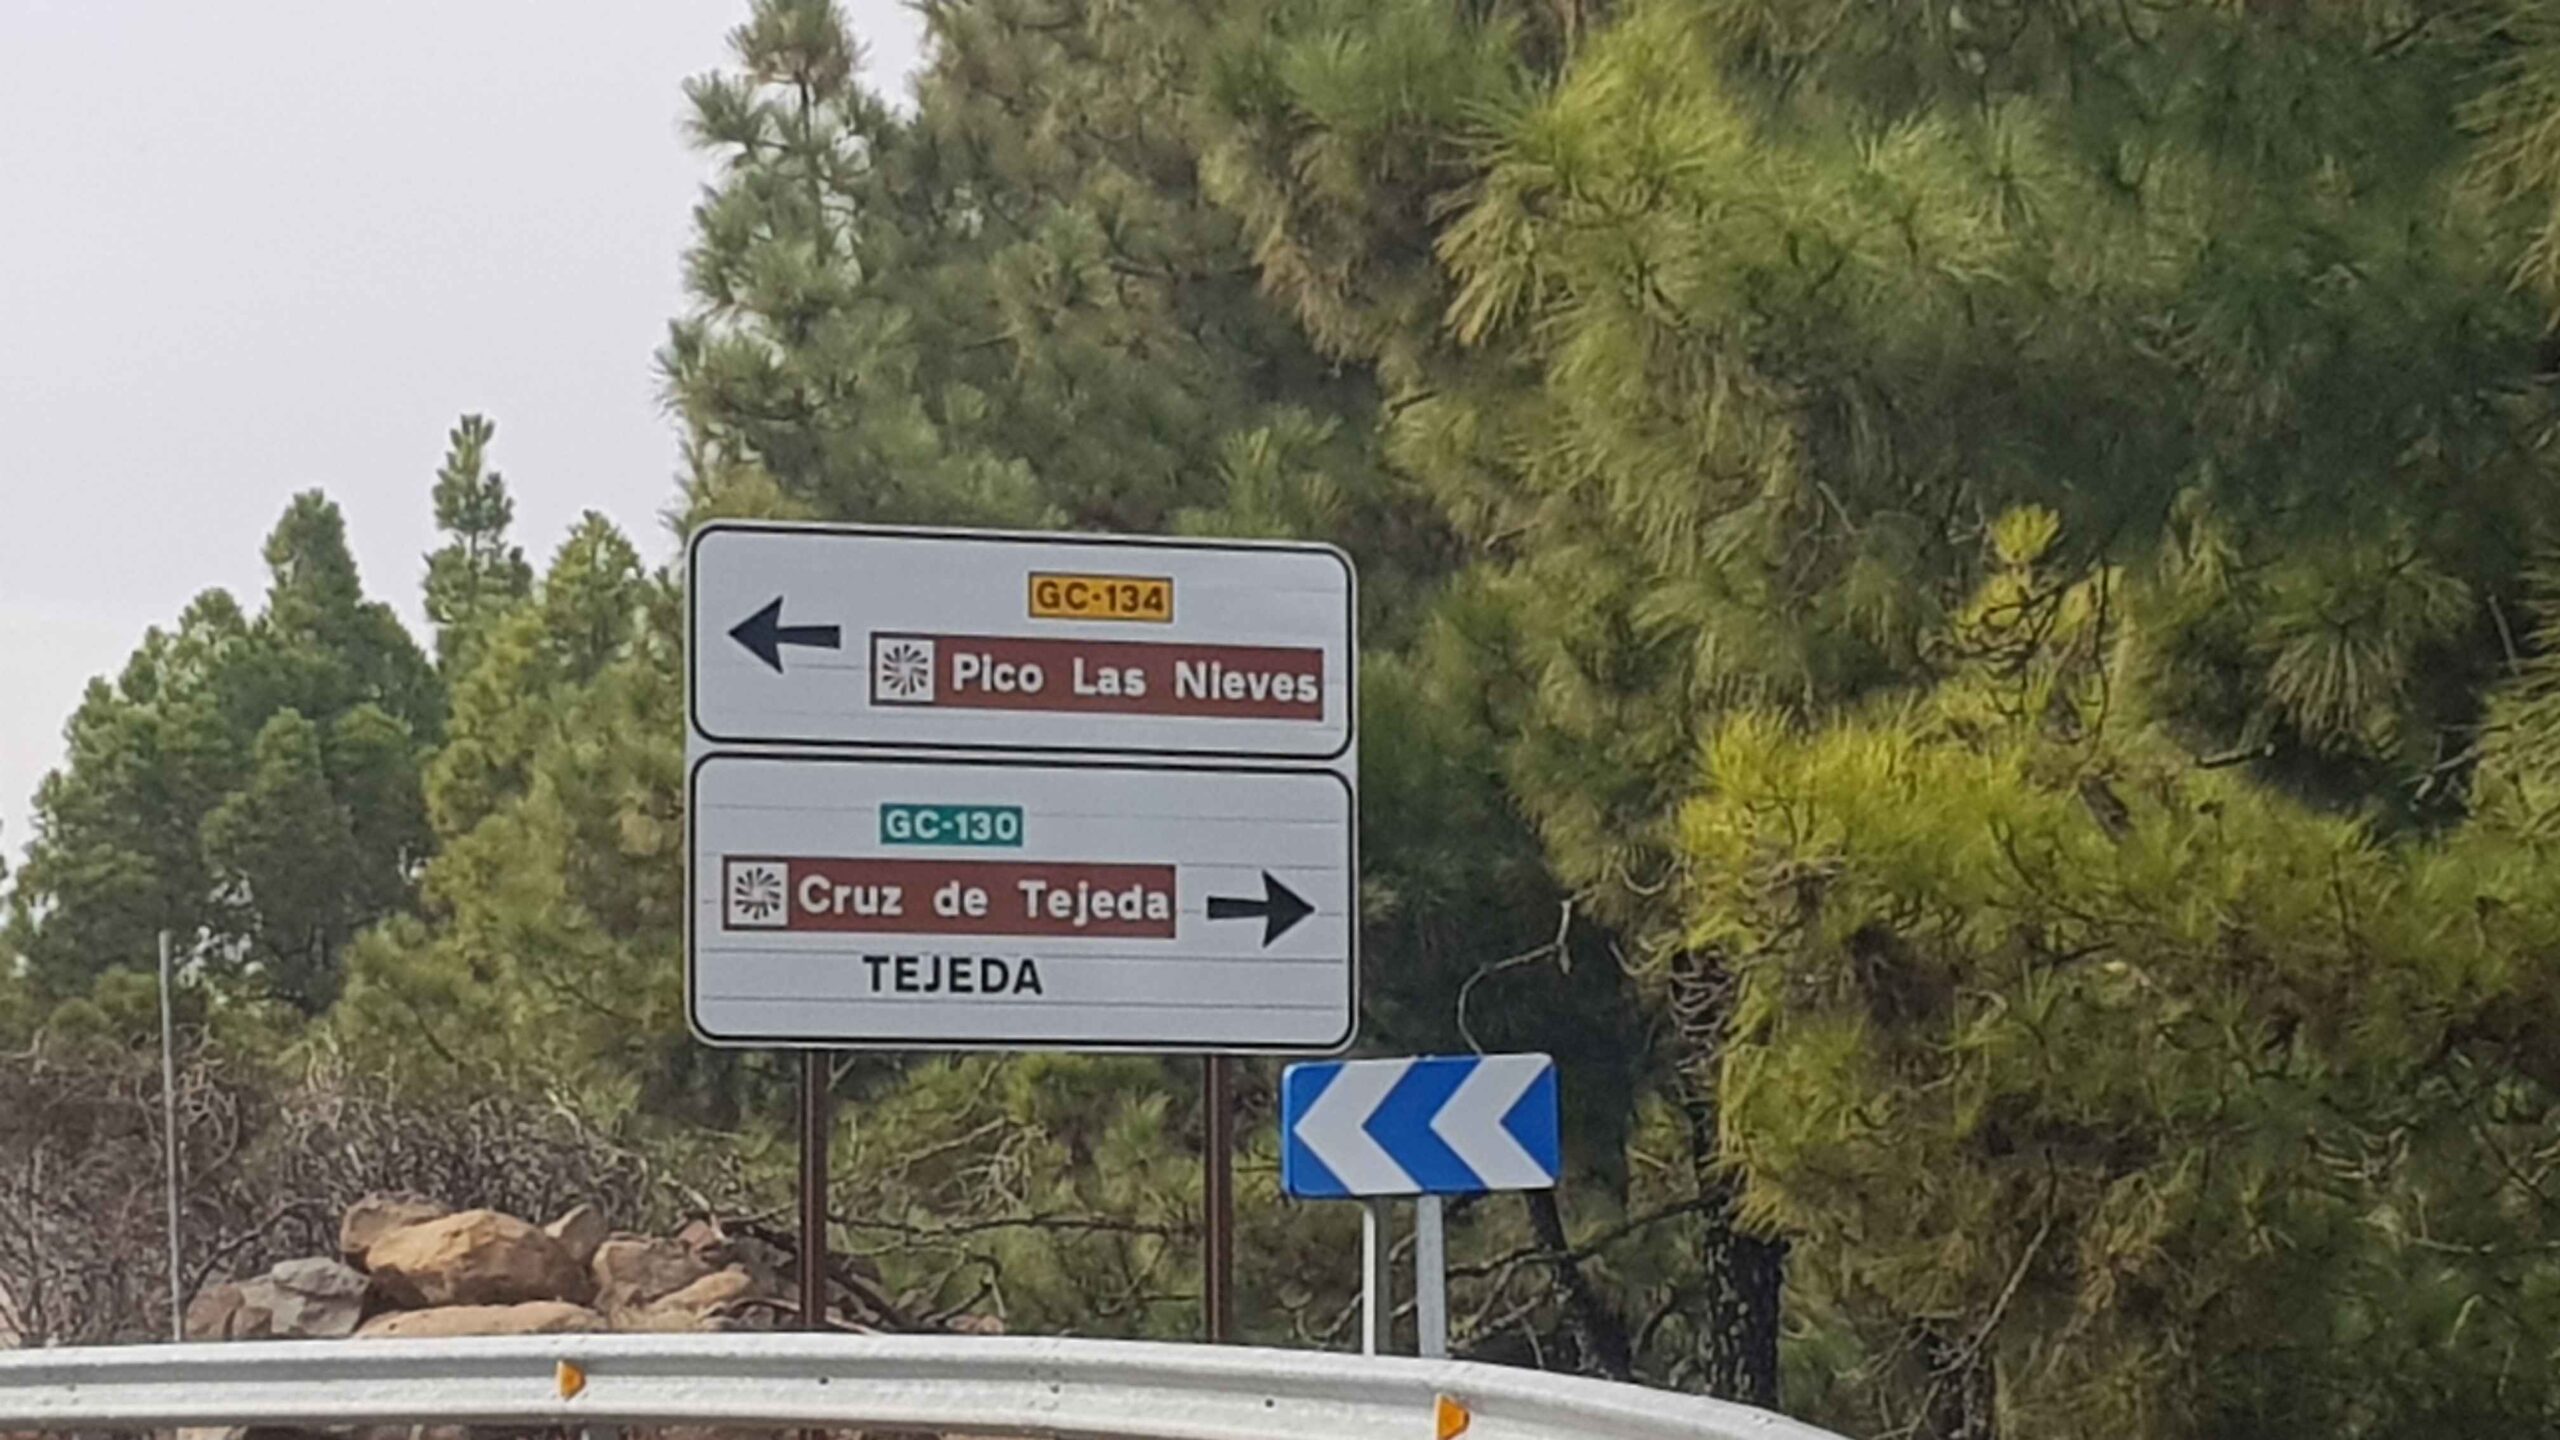 GC-134
Pico Las Nieves
GC-130
Cruz de Tejeda
TEJEDA